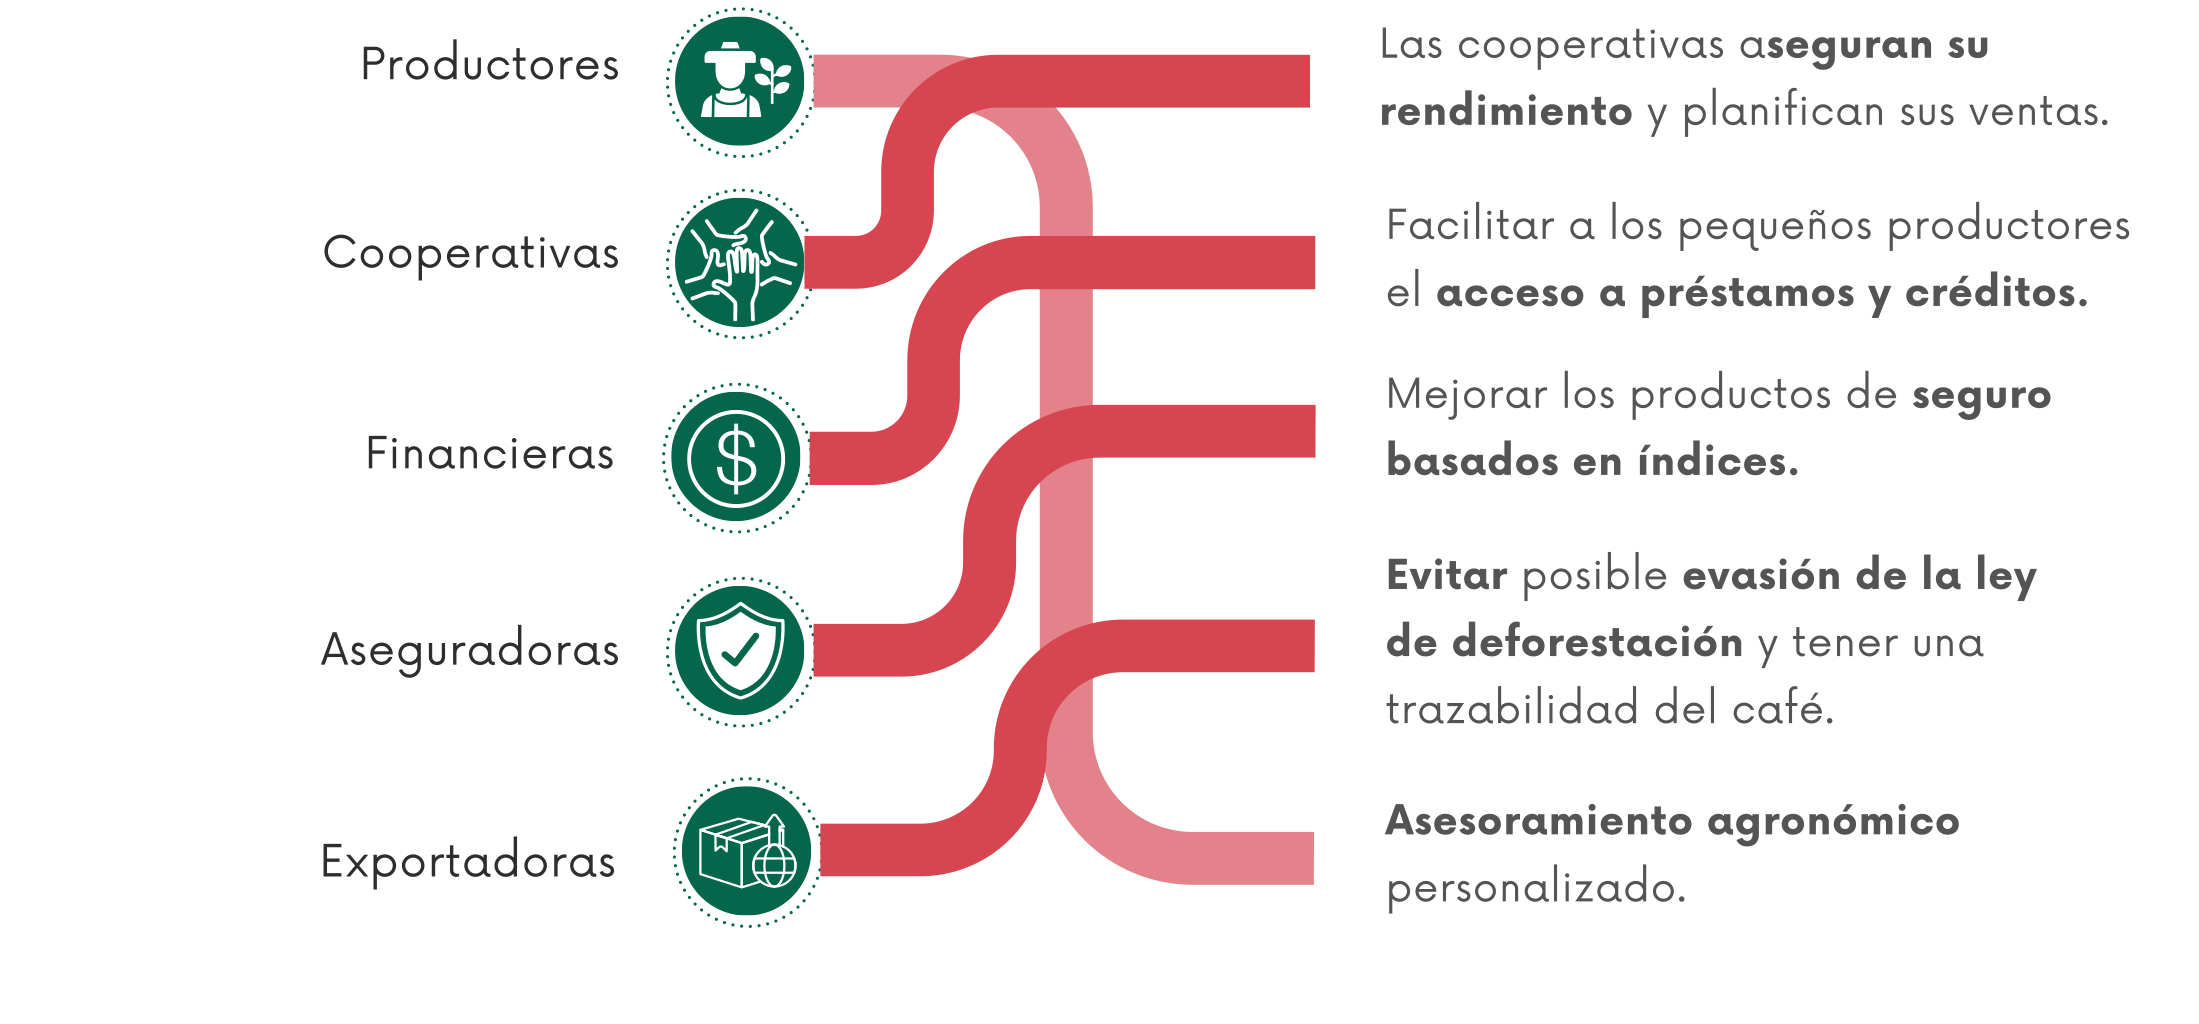 Productores
Las cooperativas aseguran su
rendimiento y planifican sus ventas.
Cooperativas
Facilitar a los pequeños productores
el acceso a préstamos y créditos.
Financieras
$
Mejorar los productos de seguro
basados en índices.
Aseguradoras
Evitar posible evasión de la ley
de deforestación y tener una
trazabilidad del café.
Exportadoras
Asesoramiento agronómico
personalizado.